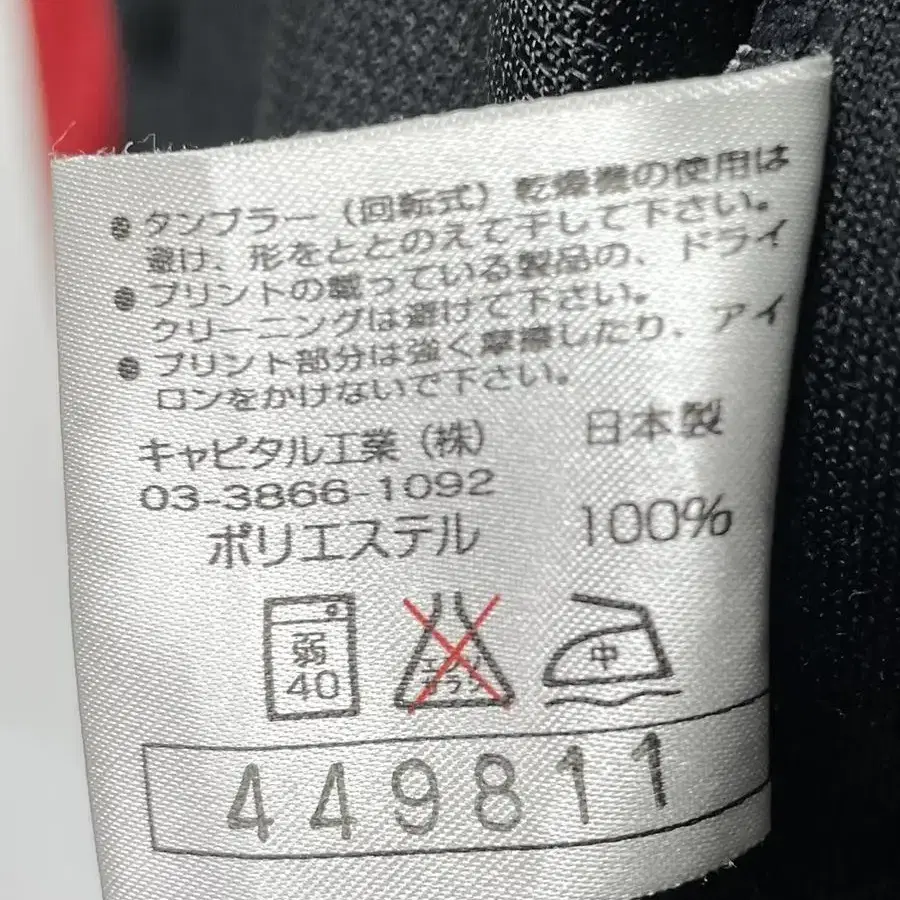 ●タンブラー(回転式)乾燥機の使用は
避け、形をととのえて干して下さい。
●プリントの載っている製品の、ドライ
クリーニングは避けて下さい。
●プリント部分は強く摩擦したり、アイ
ロンをかけないで下さい。
キャピタル工業(株) 日本製
03-3866-1092
ポリエステル 100%
弱 中
40
449811